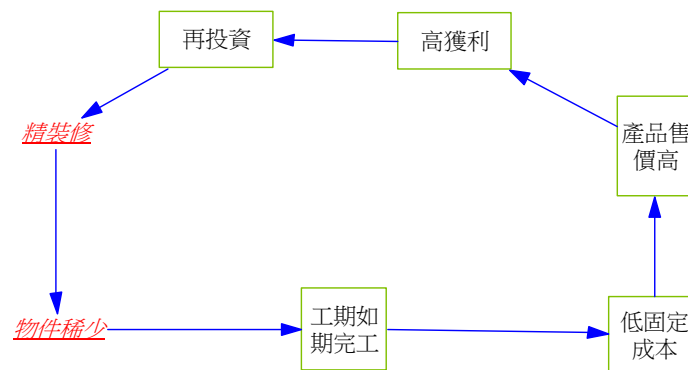 再投資
高獲利
精裝修
產品售
價高
物件稀少
工期如
期完工
低固定
成本